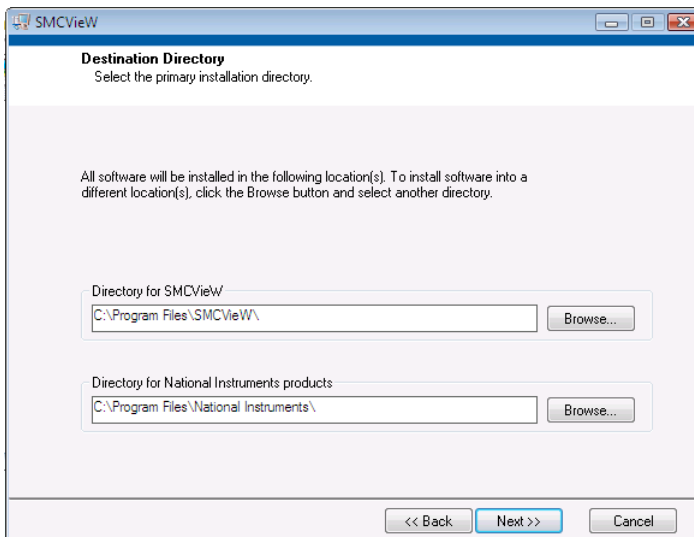 SMCVieW
Destination Directory
Select the primary installation directory.
All software will be installed in the following location(s). To install software into a
different location(s), click the Browse button and select another directory.
Directory for SMCVieW
C:\Program Files\SMCVieW\
Browse...
Directory for National Instruments products
C:\Program Files\National Instruments\
Browse...
<< Back
Next >>
Cancel